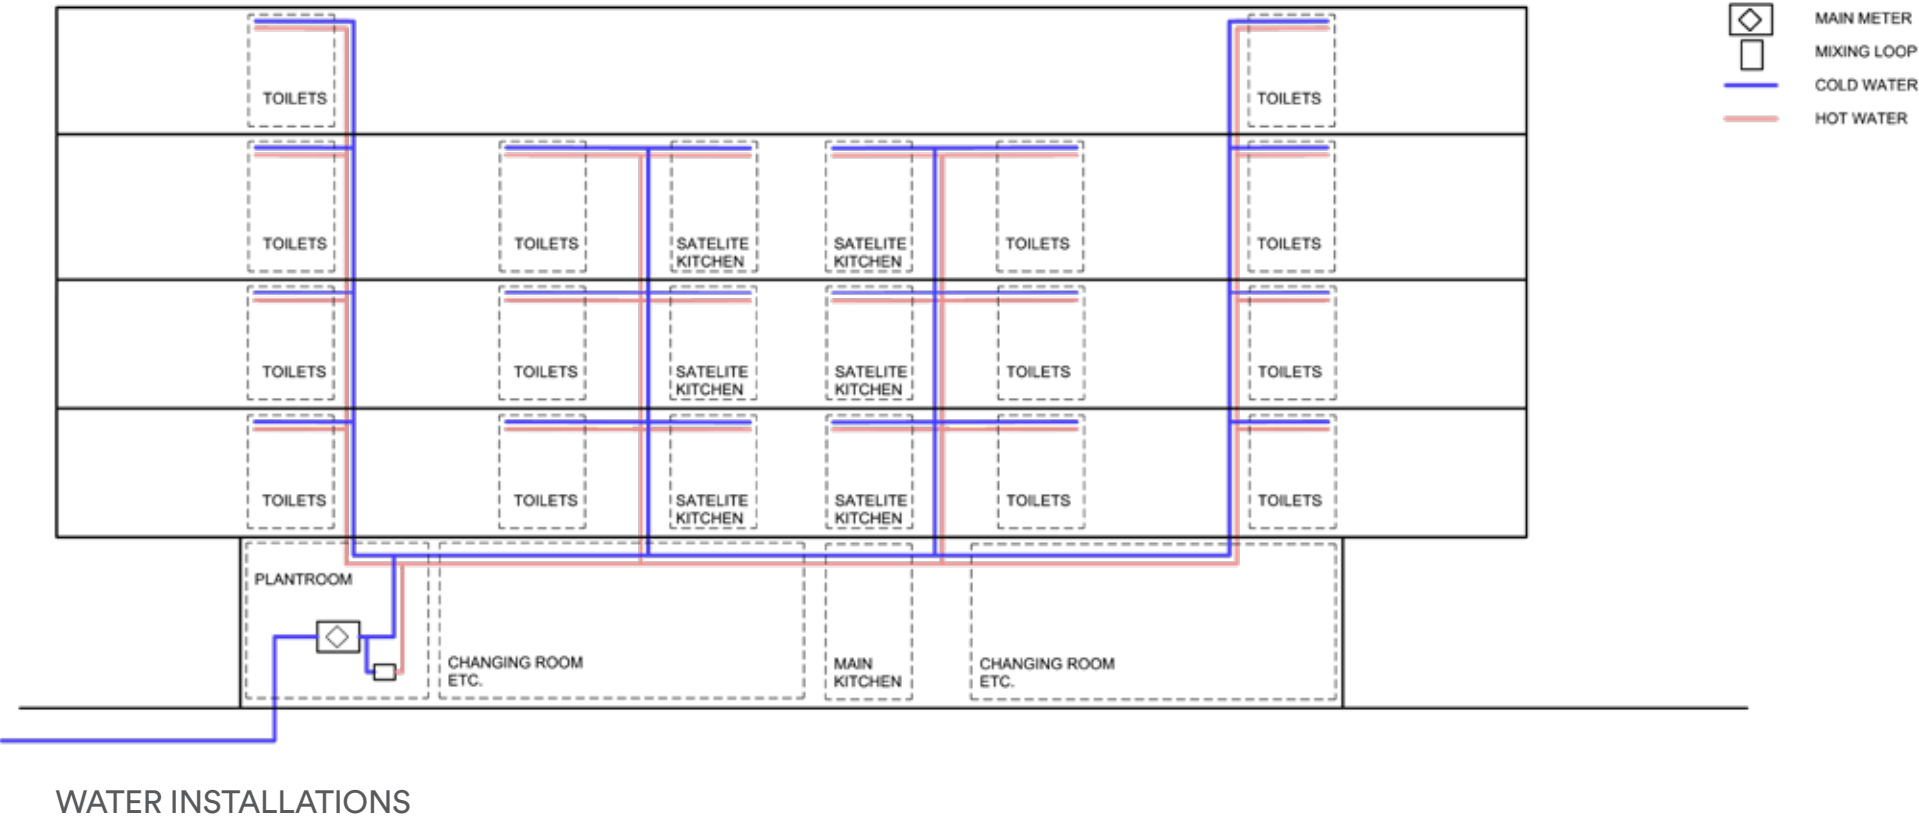 MAIN METER
MIXING LOOP
COLD WATER
HOT WATER
TOILETS
TOILETS
TOILETS
TOILETS
SATELITE
KITCHEN
SATELITE
KITCHEN
TOILETS
TOILETS
TOILETS
TOILETS
SATELITE
KITCHEN
SATELITE
KITCHEN
TOILETS
TOILETS
TOILETS
TOILETS
SATELITE
KITCHEN
SATELITE
KITCHEN
TOILETS
TOILETS
PLANTROOM
CHANGING ROOM
ETC.
MAIN
KITCHEN
CHANGING ROOM
ETC.
WATER INSTALLATIONS